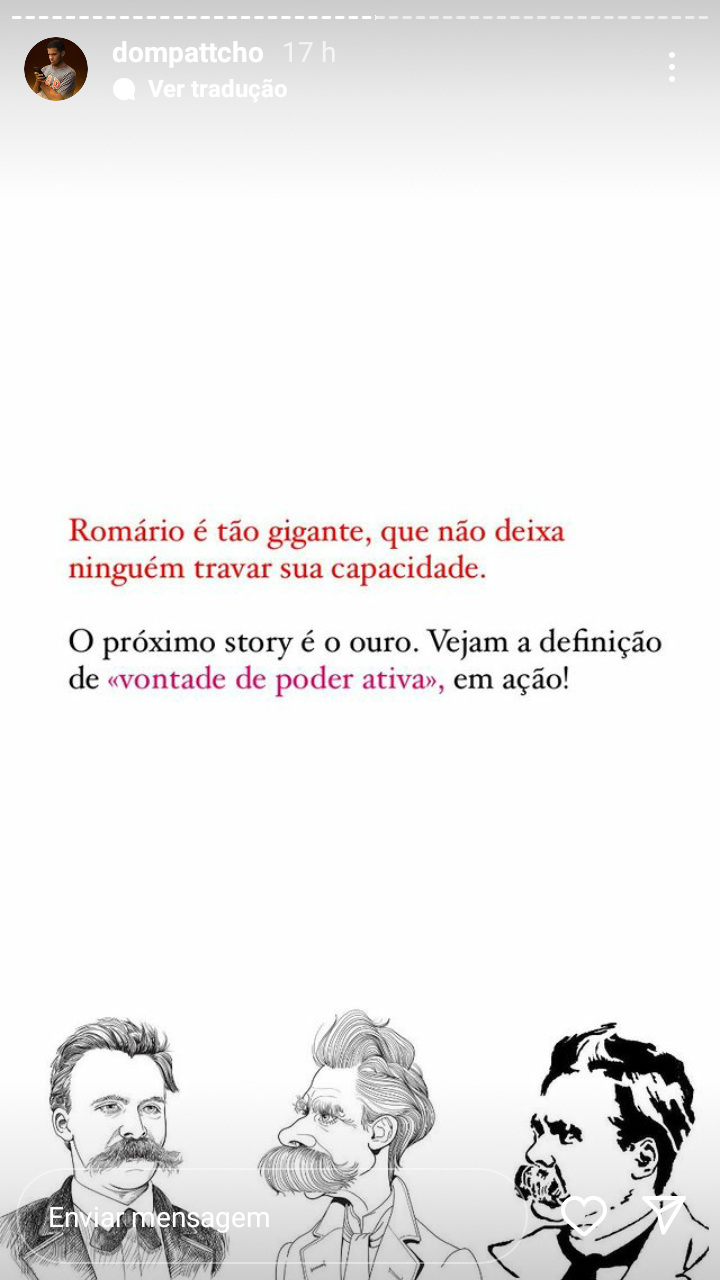 dompattcho 17 h
Ver tradução
Romário é tão gigante, que não deixa
ninguém travar sua capacidade.
O próximo story é o ouro. Vejam a definição
de «vontade de poder ativa», em ação!
Enviar mensagem